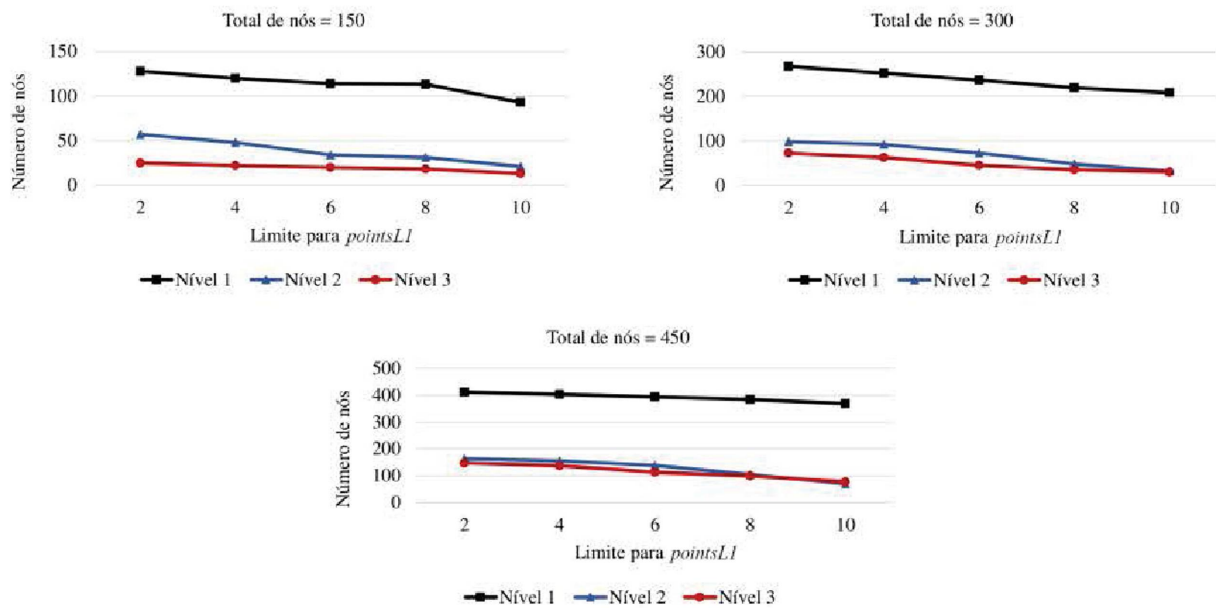 Total de nós = 150
Número de nós
150
100
50
0
2 4 6 8 10
Limite para pointsL1
Nível 1 Nível 2 Nível 3
Total de nós = 300
Número de nós
300
200
100
0
2 4 6 8 10
Limite para pointsL1
Nível 1 Nível 2 Nível 3
Total de nós = 450
Número de nós
500
400
300
200
100
0
2 4 6 8 10
Limite para pointsL1
Nível 1 Nível 2 Nível 3